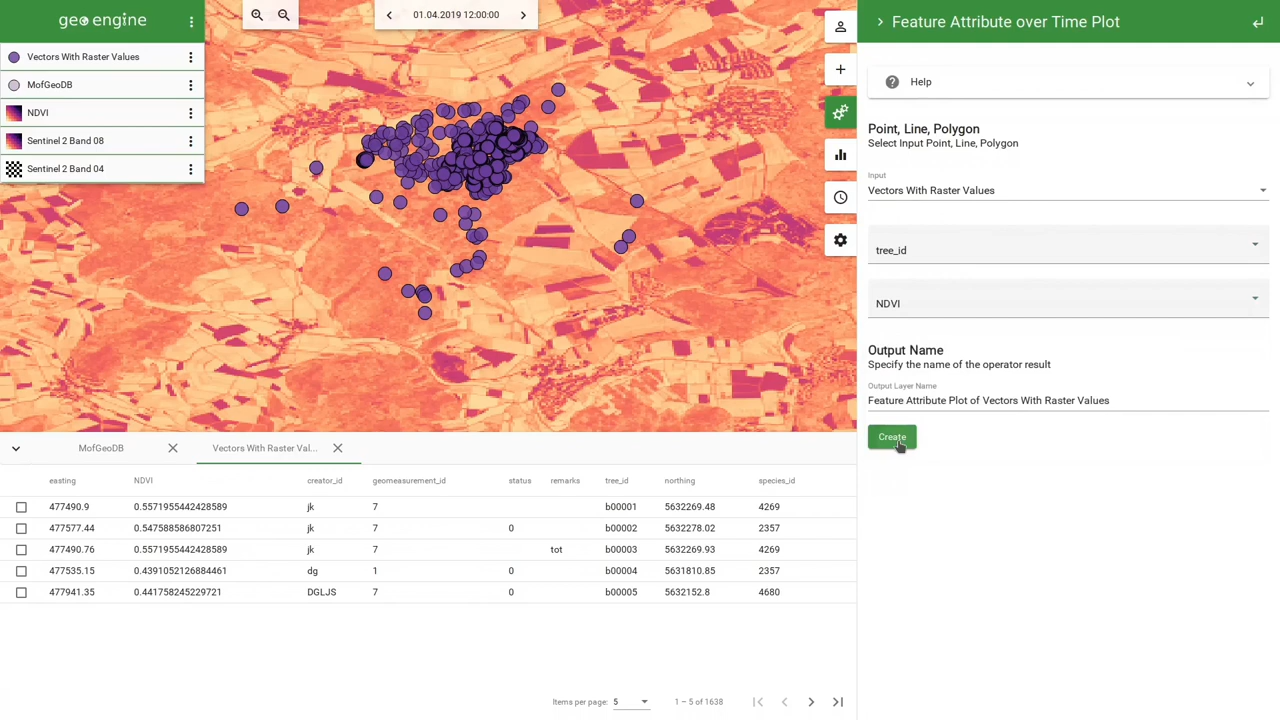 geo engine
Vectors With Raster Values
MofGeoDB
NDVI
Sentinel 2 Band 08
Sentinel 2 Band 04
01.04.2019 12:00:00
Feature Attribute over Time Plot
Help
Point, Line, Polygon
Select Input Point, Line, Polygon
Input
Vectors With Raster Values
tree_id
NDVI
Output Name
Specify the name of the operator result
Output Layer Name
Feature Attribute Plot of Vectors With Raster Values
Create
MofGeoDB Vectors With Raster Val...
easting NDVI creator_id geomeasurement_id status remarks tree_id northing species_id
477490.9 0.5571955442428589 jk 7 b00001 5632269.48 4269
477577.44 0.547588586807251 jk 7 0 b00002 5632278.02 2357
477490.76 0.5571955442428589 jk 7 tot b00003 5632269.93 4269
477535.15 0.4391052126884461 dg 1 0 b00004 5631810.85 2357
477941.35 0.441758245229721 DGLJS 7 0 b00005 5632152.8 4680
Items per page: 5 1 – 5 of 1638